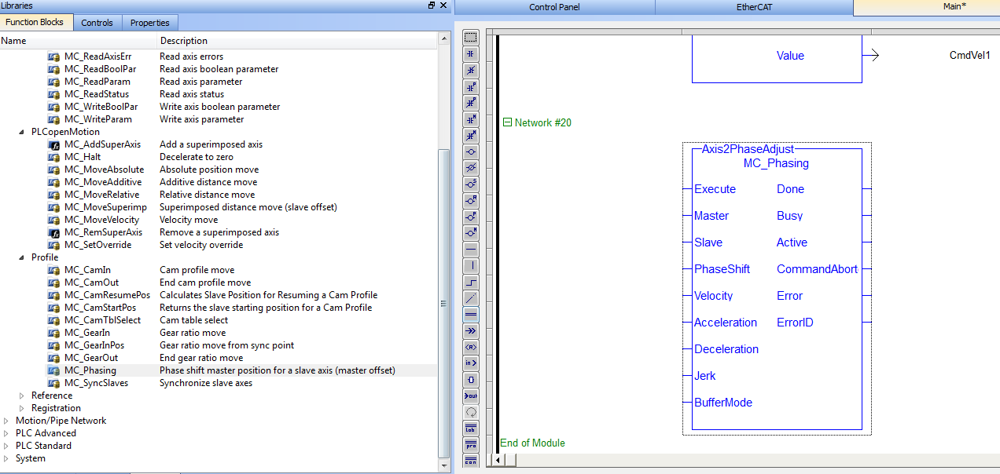 Libraries
Function Blocks Controls Properties
Name Description
MC_ReadAxisErr Read axis errors
MC_ReadBoolPar Read axis boolean parameter
MC_ReadParam Read axis parameter
MC_ReadStatus Read axis status
MC_WriteBoolPar Write axis boolean parameter
MC_WriteParam Write axis parameter
PLCopenMotion
MC_AddSuperAxis Add a superimposed axis
MC_Halt Decelerate to zero
MC_MoveAbsolute Absolute position move
MC_MoveAdditive Additive distance move
MC_MoveRelative Relative distance move
MC_MoveSuperimp Superimposed distance move (slave offset)
MC_MoveVelocity Velocity move
MC_RemSuperAxis Remove a superimposed axis
MC_SetOverride Set velocity override
Profile
MC_CamIn Cam profile move
MC_CamOut End cam profile move
MC_CamResumePos Calculates Slave Position for Resuming a Cam Profile
MC_CamStartPos Returns the slave starting position for a Cam Profile
MC_CamTblSelect Cam table select
MC_GearIn Gear ratio move
MC_GearInPos Gear ratio move from sync point
MC_GearOut End gear ratio move
MC_Phasing Phase shift master position for a slave axis (master offset)
MC_SyncSlaves Synchronize slave axes
Reference
Registration
Motion/Pipe Network
PLC Advanced
PLC Standard
System
Control Panel EtherCAT Main*
Value CmdVel1
Network #20
Axis2PhaseAdjust
MC_Phasing
Execute Done
Master Busy
Slave Active
PhaseShift CommandAbort
Velocity Error
Acceleration ErrorID
Deceleration
Jerk
BufferMode
End of Module